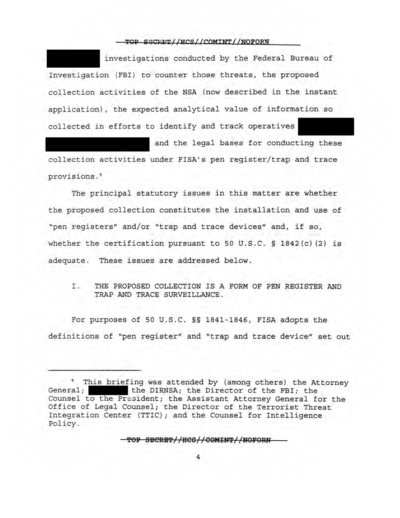 TOP SECRET//HCS//COMINT//NOFORN
investigations conducted by the Federal Bureau of
Investigation (FBI) to counter those threats, the proposed
collection activities of the NSA (now described in the instant
application), the expected analytical value of information so
collected in efforts to identify and track operatives
and the legal bases for conducting these
collection activities under FISA's pen register/trap and trace
provisions.⁴
The principal statutory issues in this matter are whether
the proposed collection constitutes the installation and use of
"pen registers" and/or "trap and trace devices" and, if so,
whether the certification pursuant to 50 U.S.C. § 1842(c)(2) is
adequate. These issues are addressed below.
I. THE PROPOSED COLLECTION IS A FORM OF PEN REGISTER AND
TRAP AND TRACE SURVEILLANCE.
For purposes of 50 U.S.C. §§ 1841-1846, FISA adopts the
definitions of "pen register" and "trap and trace device" set out
⁴ This briefing was attended by (among others) the Attorney
General; the DIRNSA; the Director of the FBI; the
Counsel to the President; the Assistant Attorney General for the
Office of Legal Counsel; the Director of the Terrorist Threat
Integration Center (TTIC); and the Counsel for Intelligence
Policy.
TOP SECRET//HCS//COMINT//NOFORN
4